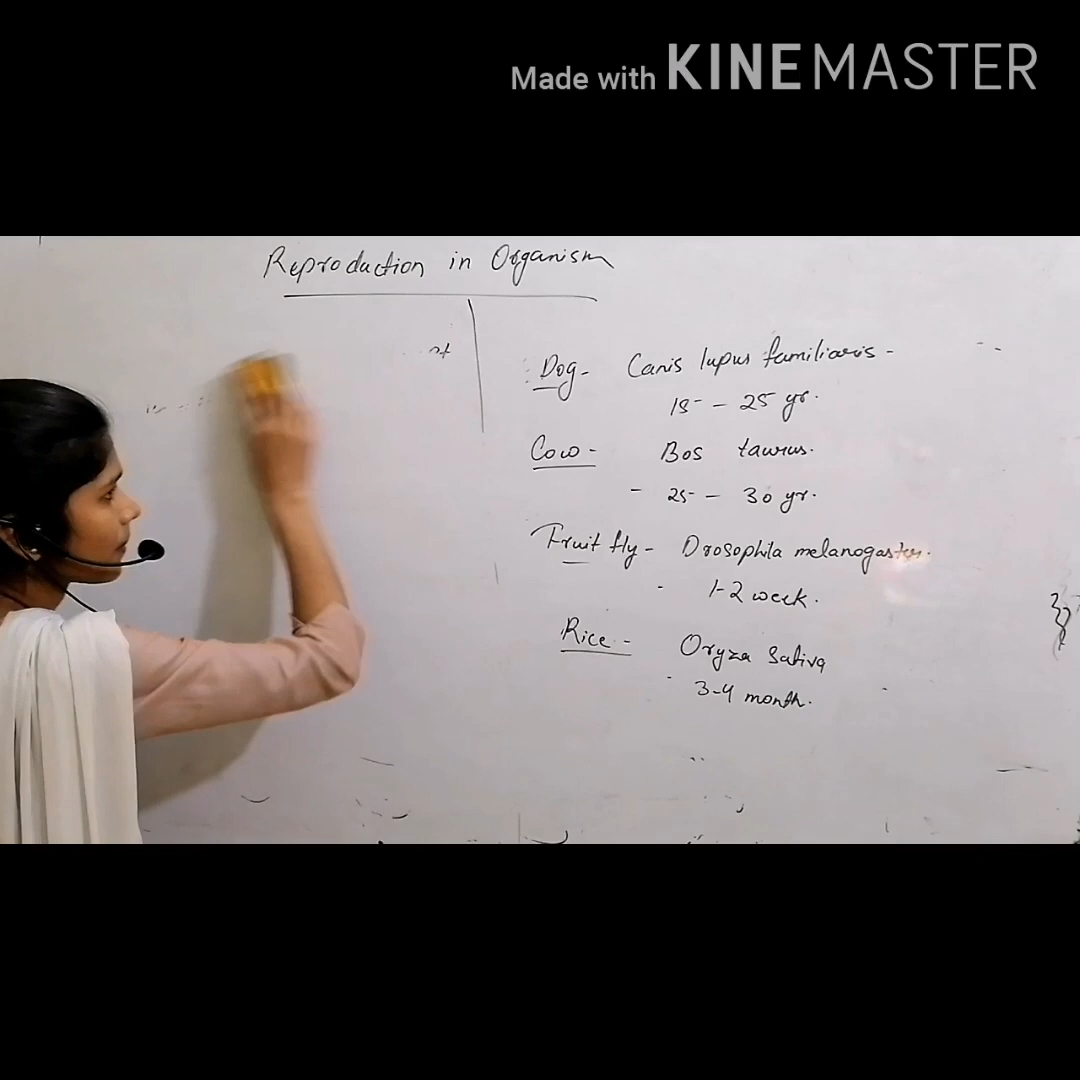 Made with KINEMASTER
Reproduction in Organism
Dog - Canis lupus familiaris -
15 - 25 yr.
Cow - Bos taurus.
- 25 - 30 yr.
Fruit fly - Drosophila melanogaster.
- 1-2 week.
Rice - Oryza Sativa
- 3-4 month.